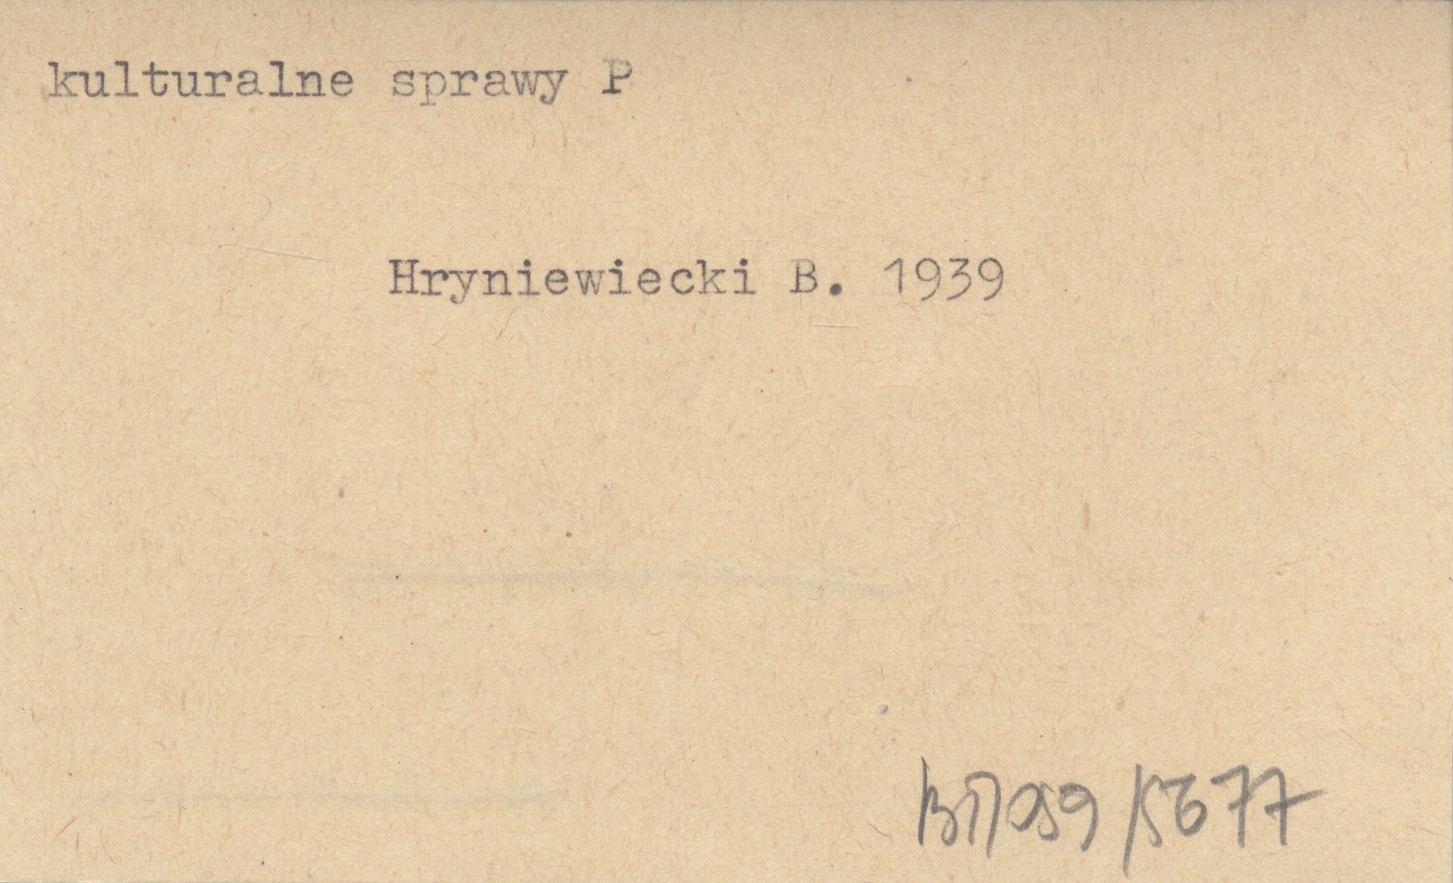 kulturalne sprawy P
Hryniewiecki B. 1939